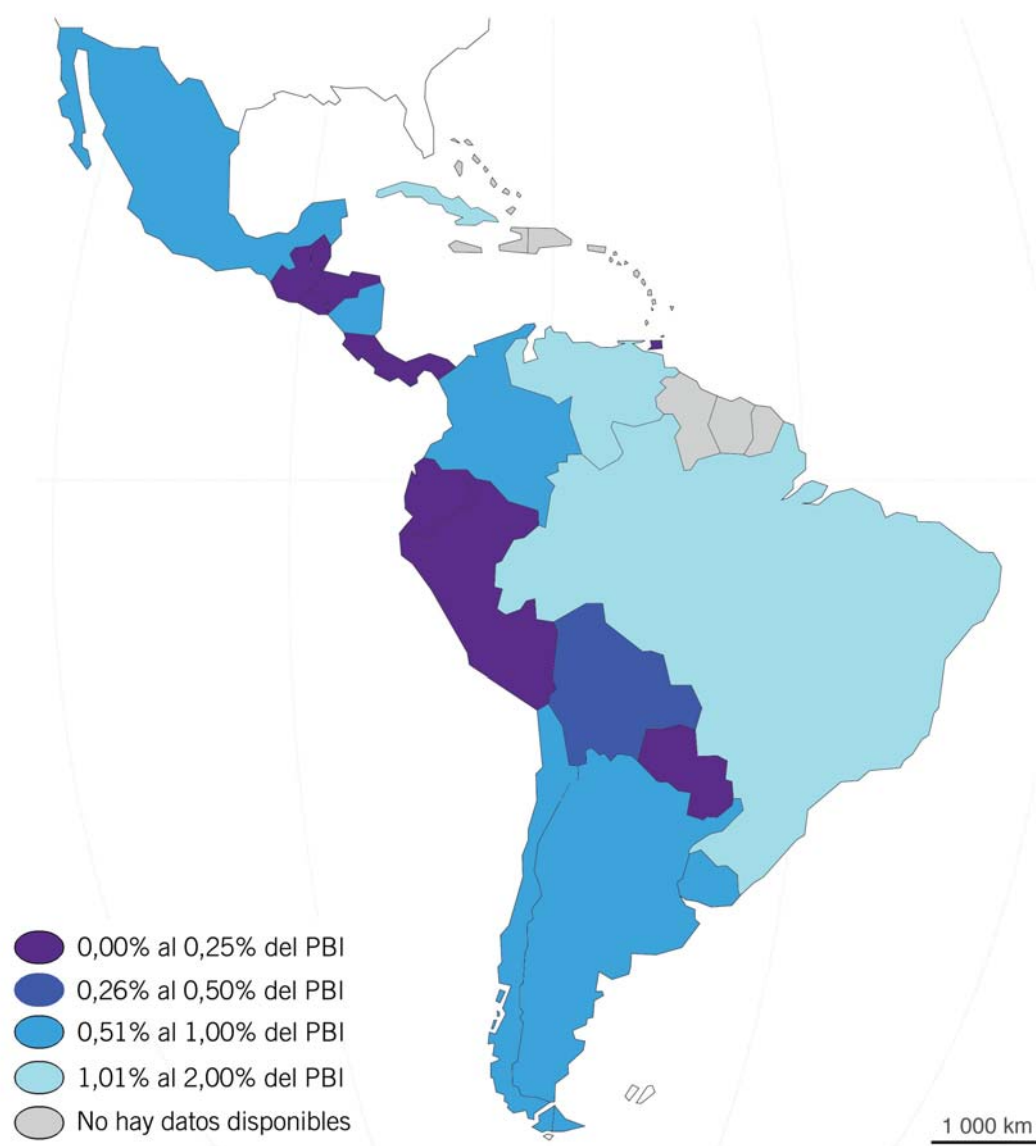 0,00% al 0,25% del PBI
0,26% al 0,50% del PBI
0,51% al 1,00% del PBI
1,01% al 2,00% del PBI
No hay datos disponibles
1 000 km